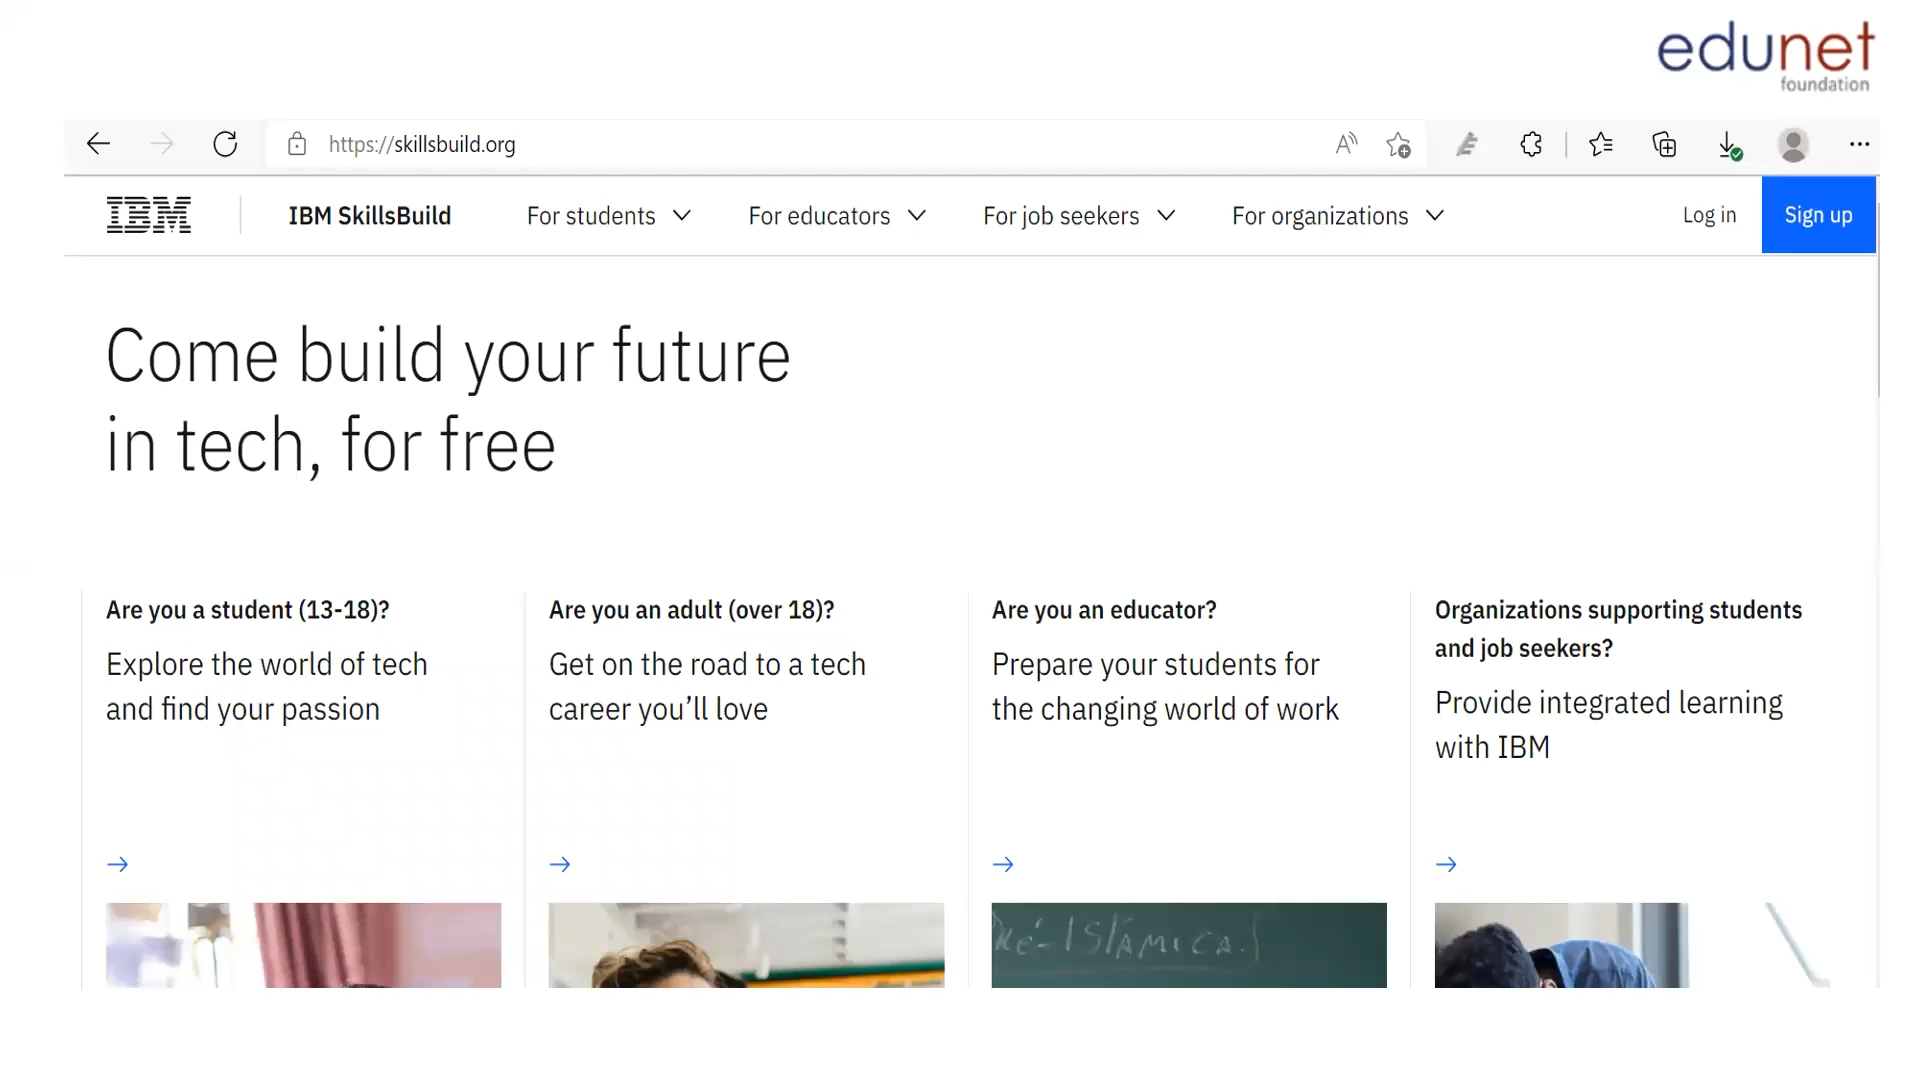 edunet
foundation
https://skillsbuild.org
IBM
IBM SkillsBuild
For students
For educators
For job seekers
For organizations
Log in
Sign up
Come build your future
in tech, for free
Are you a student (13-18)?
Explore the world of tech
and find your passion
Are you an adult (over 18)?
Get on the road to a tech
career you’ll love
Are you an educator?
Prepare your students for
the changing world of work
Organizations supporting students
and job seekers?
Provide integrated learning
with IBM